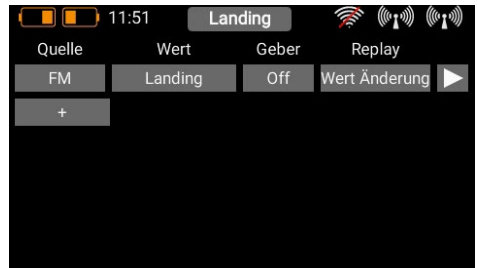 11:51 Landing
Quelle Wert Geber Replay
FM Landing Off Wert Änderung
+